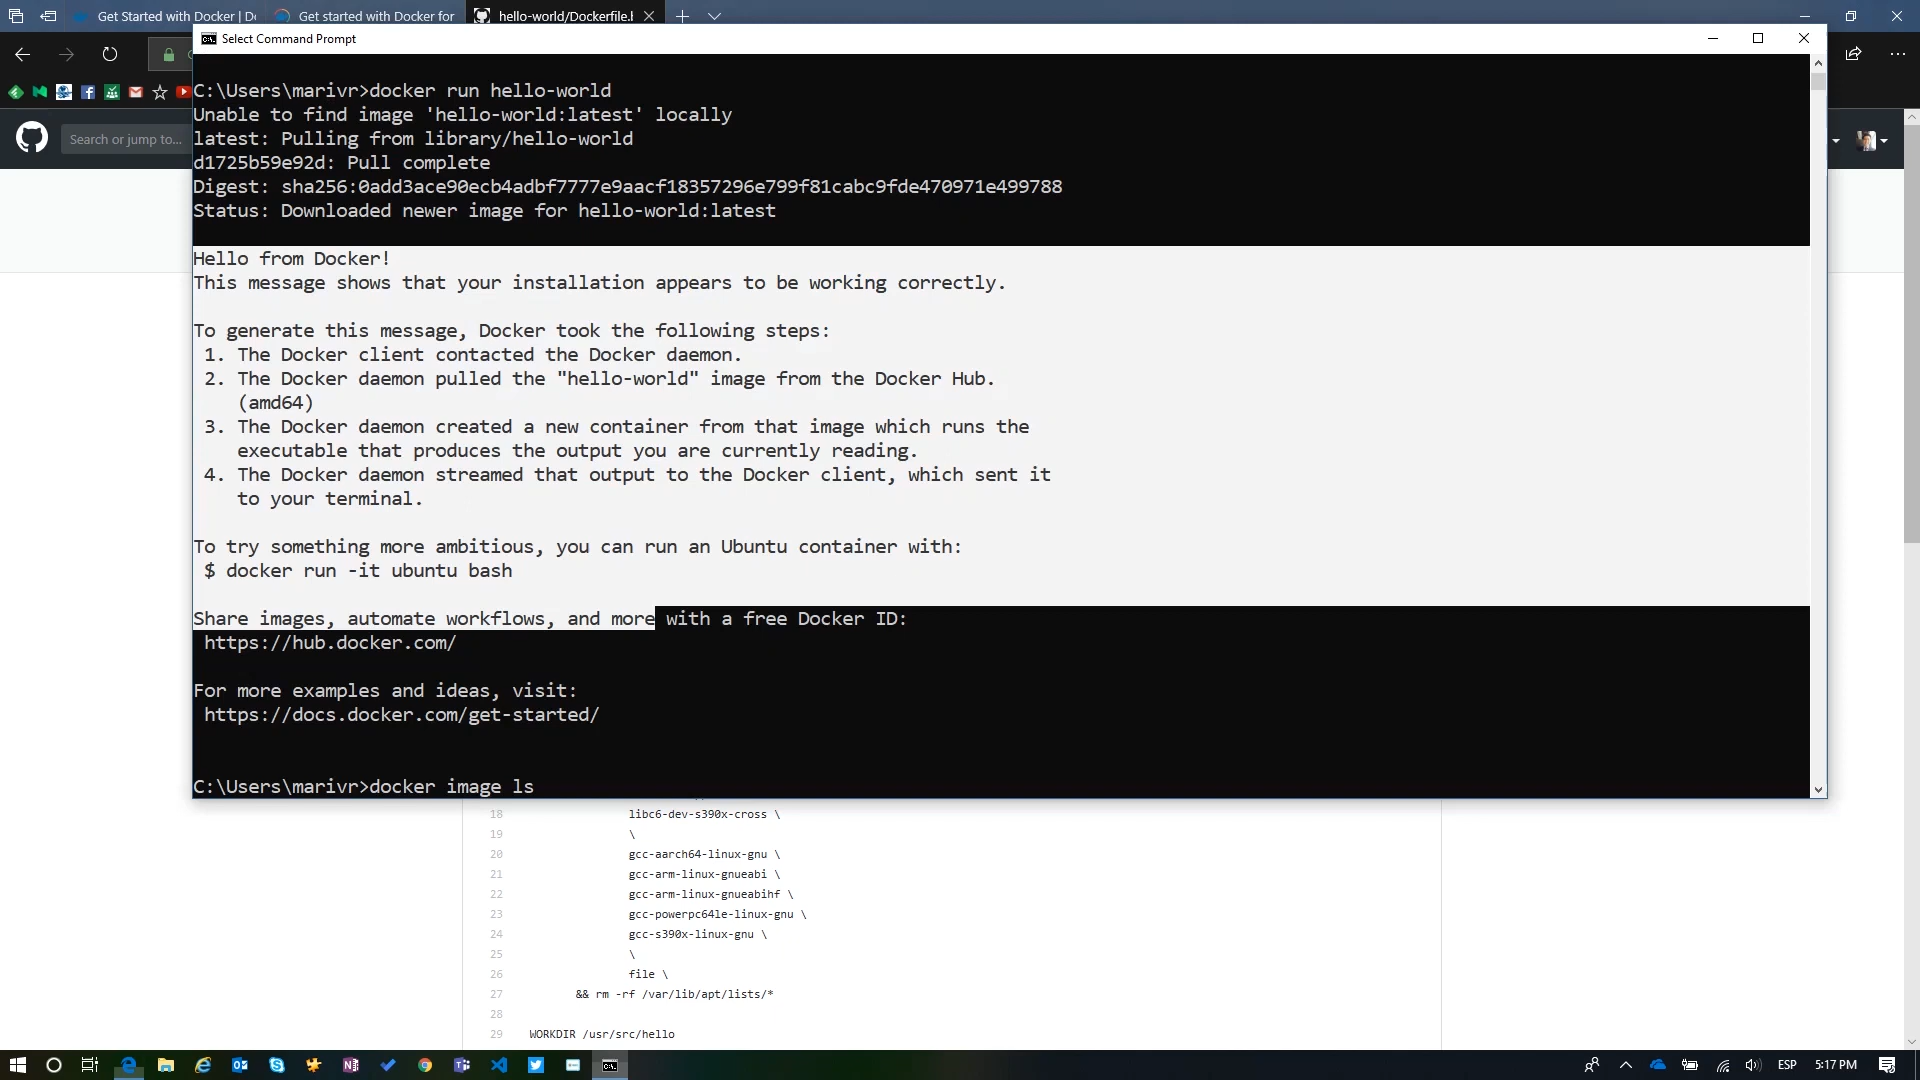 Get Started with Docker | Do
Get started with Docker for
hello-world/Dockerfile.
Select Command Prompt
Search or jump to...
C:\Users\marivr>docker run hello-world
Unable to find image 'hello-world:latest' locally
latest: Pulling from library/hello-world
d1725b59e92d: Pull complete
Digest: sha256:0add3ace90ecb4adbf7777e9aacf18357296e799f81cabc9fde470971e499788
Status: Downloaded newer image for hello-world:latest
Hello from Docker!
This message shows that your installation appears to be working correctly.
To generate this message, Docker took the following steps:
1. The Docker client contacted the Docker daemon.
2. The Docker daemon pulled the "hello-world" image from the Docker Hub.
(amd64)
3. The Docker daemon created a new container from that image which runs the
executable that produces the output you are currently reading.
4. The Docker daemon streamed that output to the Docker client, which sent it
to your terminal.
To try something more ambitious, you can run an Ubuntu container with:
$ docker run -it ubuntu bash
Share images, automate workflows, and more with a free Docker ID:
https://hub.docker.com/
For more examples and ideas, visit:
https://docs.docker.com/get-started/
C:\Users\marivr>docker image ls
18 libc6-dev-s390x-cross \
19 \
20 gcc-aarch64-linux-gnu \
21 gcc-arm-linux-gnueabi \
22 gcc-arm-linux-gnueabihf \
23 gcc-powerpc64le-linux-gnu \
24 gcc-s390x-linux-gnu \
25 \
26 file \
27 && rm -rf /var/lib/apt/lists/*
28
29 WORKDIR /usr/src/hello
ESP
5:17 PM